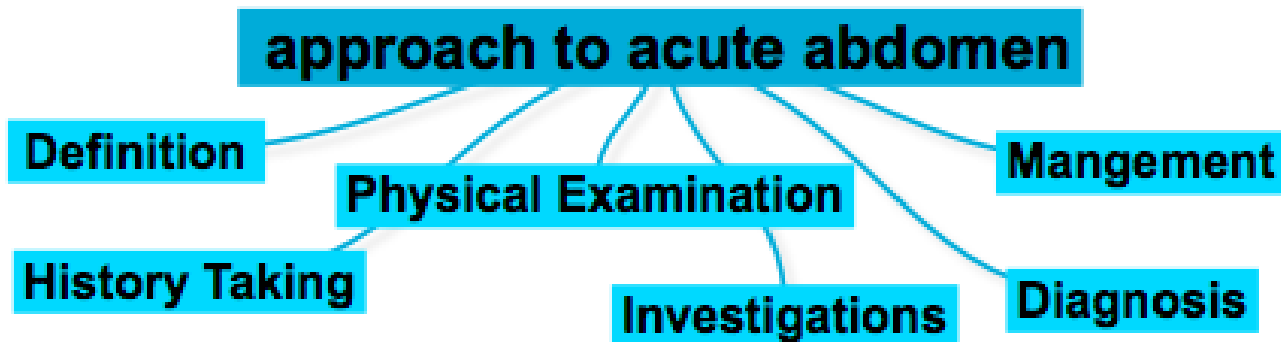 approach to acute abdomen
Definition
Mangement
Physical Examination
History Taking
Diagnosis
Investigations